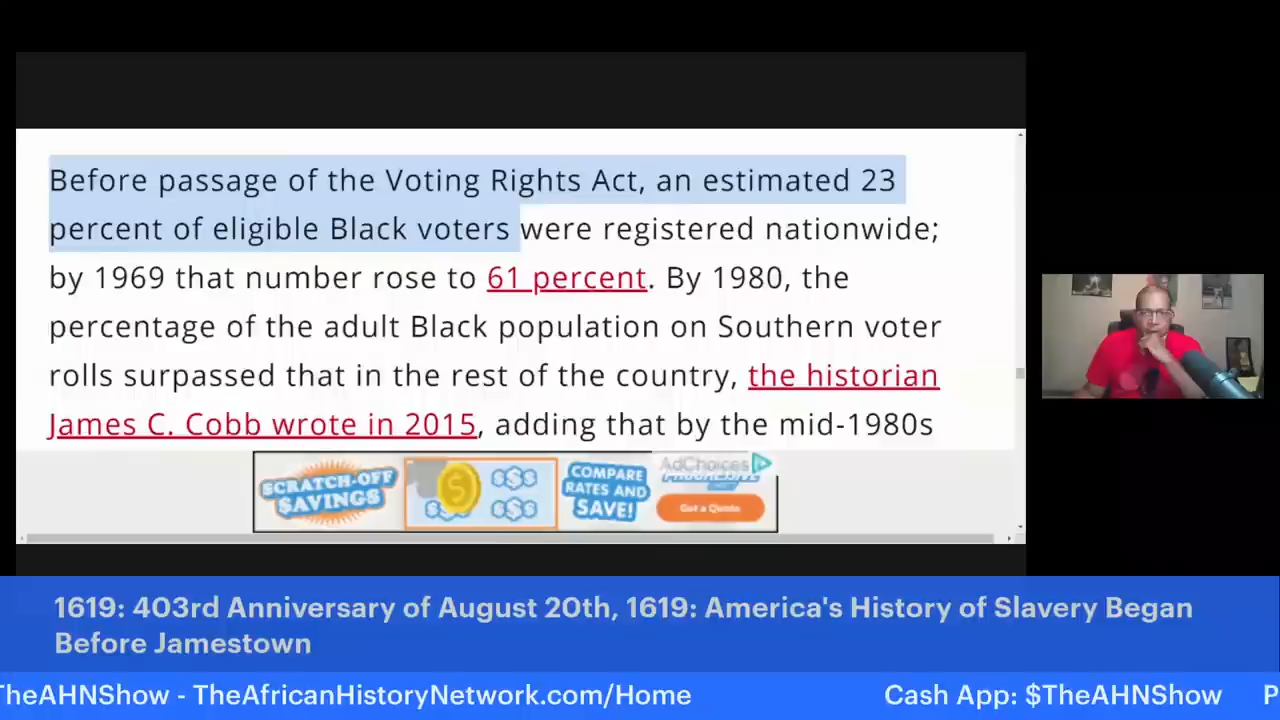 Before passage of the Voting Rights Act, an estimated 23
percent of eligible Black voters were registered nationwide;
by 1969 that number rose to 61 percent. By 1980, the
percentage of the adult Black population on Southern voter
rolls surpassed that in the rest of the country, the historian
James C. Cobb wrote in 2015, adding that by the mid-1980s
SCRATCH-OFF
$AVINGS
$
$$$
$$$
$$$
COMPARE
RATES AND
SAVE!
AdChoices
PROGRESSIVE
Get a Quote
1619: 403rd Anniversary of August 20th, 1619: America's History of Slavery Began
Before Jamestown
TheAHNShow - TheAfricanHistoryNetwork.com/Home
Cash App: $TheAHNShow
P